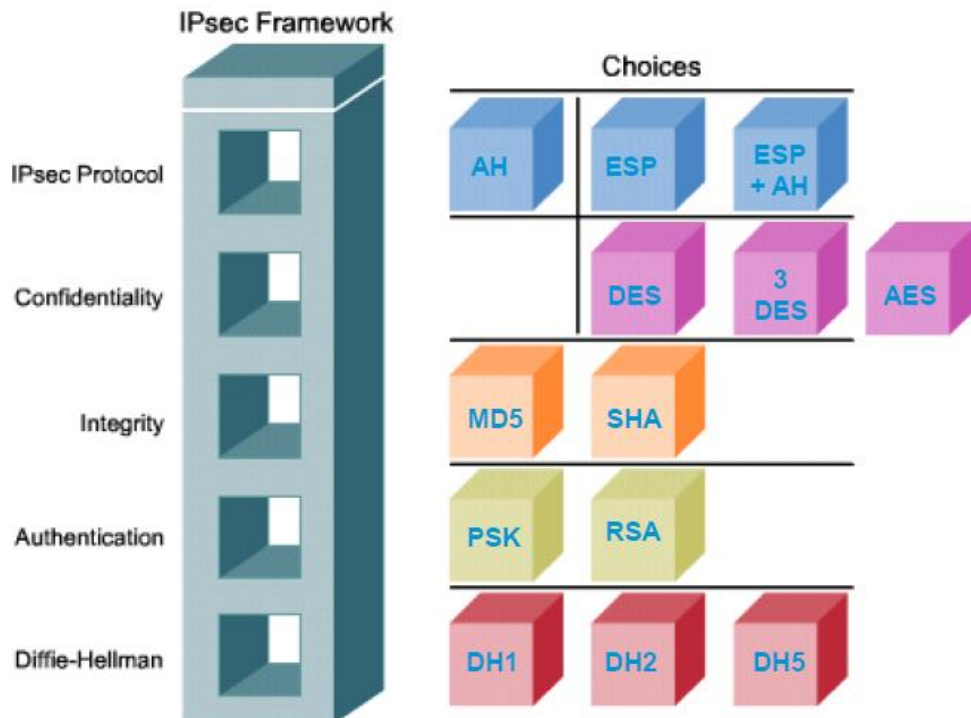 IPsec Framework
Choices
IPsec Protocol
AH
ESP
ESP
+ AH
Confidentiality
DES
3
DES
AES
Integrity
MD5
SHA
Authentication
PSK
RSA
Diffie-Hellman
DH1
DH2
DH5